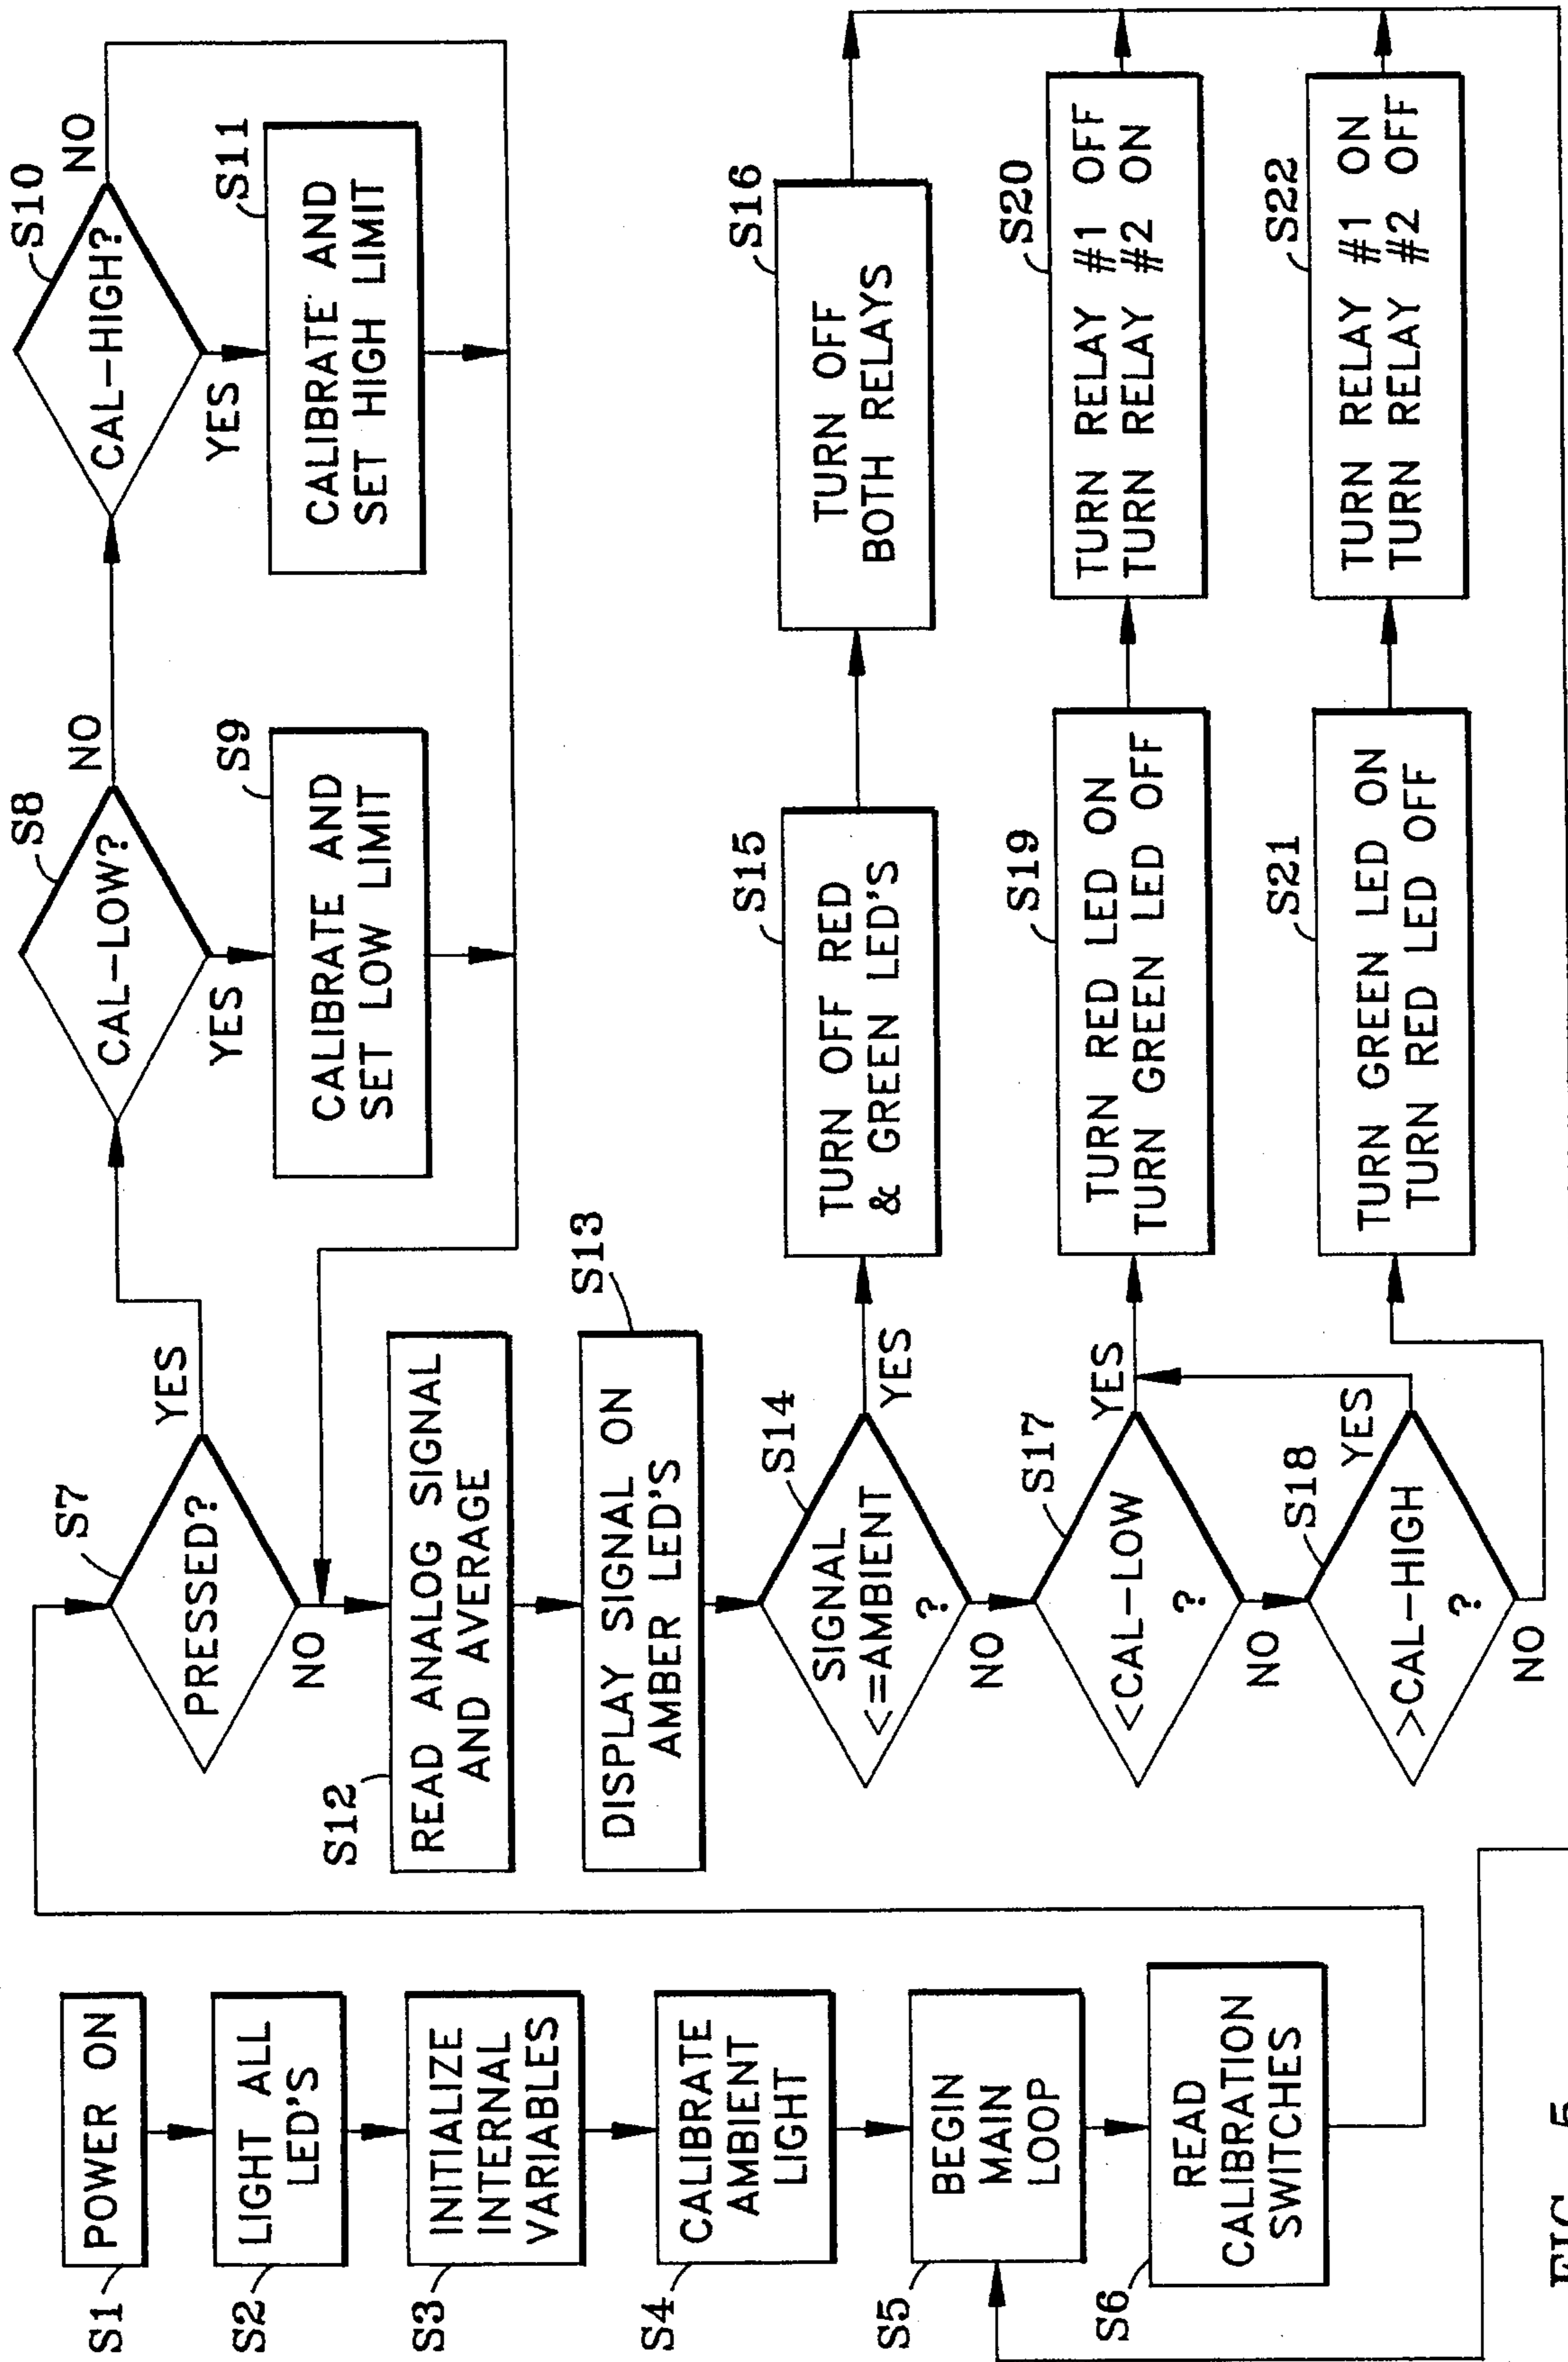 S1
POWER ON
S2
LIGHT ALL
LED'S
S3
INITIALIZE
INTERNAL
VARIABLES
S4
CALIBRATE
AMBIENT
LIGHT
S5
BEGIN
MAIN
LOOP
S6
READ
CALIBRATION
SWITCHES
S7
PRESSED?
YES
NO
S8
CAL-LOW?
NO
YES
S9
CALIBRATE AND
SET LOW LIMIT
S10
CAL-HIGH?
NO
YES
S11
CALIBRATE AND
SET HIGH LIMIT
S12
READ ANALOG SIGNAL
AND AVERAGE
S13
DISPLAY SIGNAL ON
AMBER LED'S
S14
SIGNAL
<=AMBIENT
?
YES
NO
S15
TURN OFF RED
& GREEN LED'S
S16
TURN OFF
BOTH RELAYS
S17
<CAL-LOW
?
YES
NO
S18
>CAL-HIGH
?
YES
NO
S19
TURN RED LED ON
TURN GREEN LED OFF
S20
TURN RELAY #1 OFF
TURN RELAY #2 ON
S21
TURN GREEN LED ON
TURN RED LED OFF
S22
TURN RELAY #1 ON
TURN RELAY #2 OFF
FIG. 5